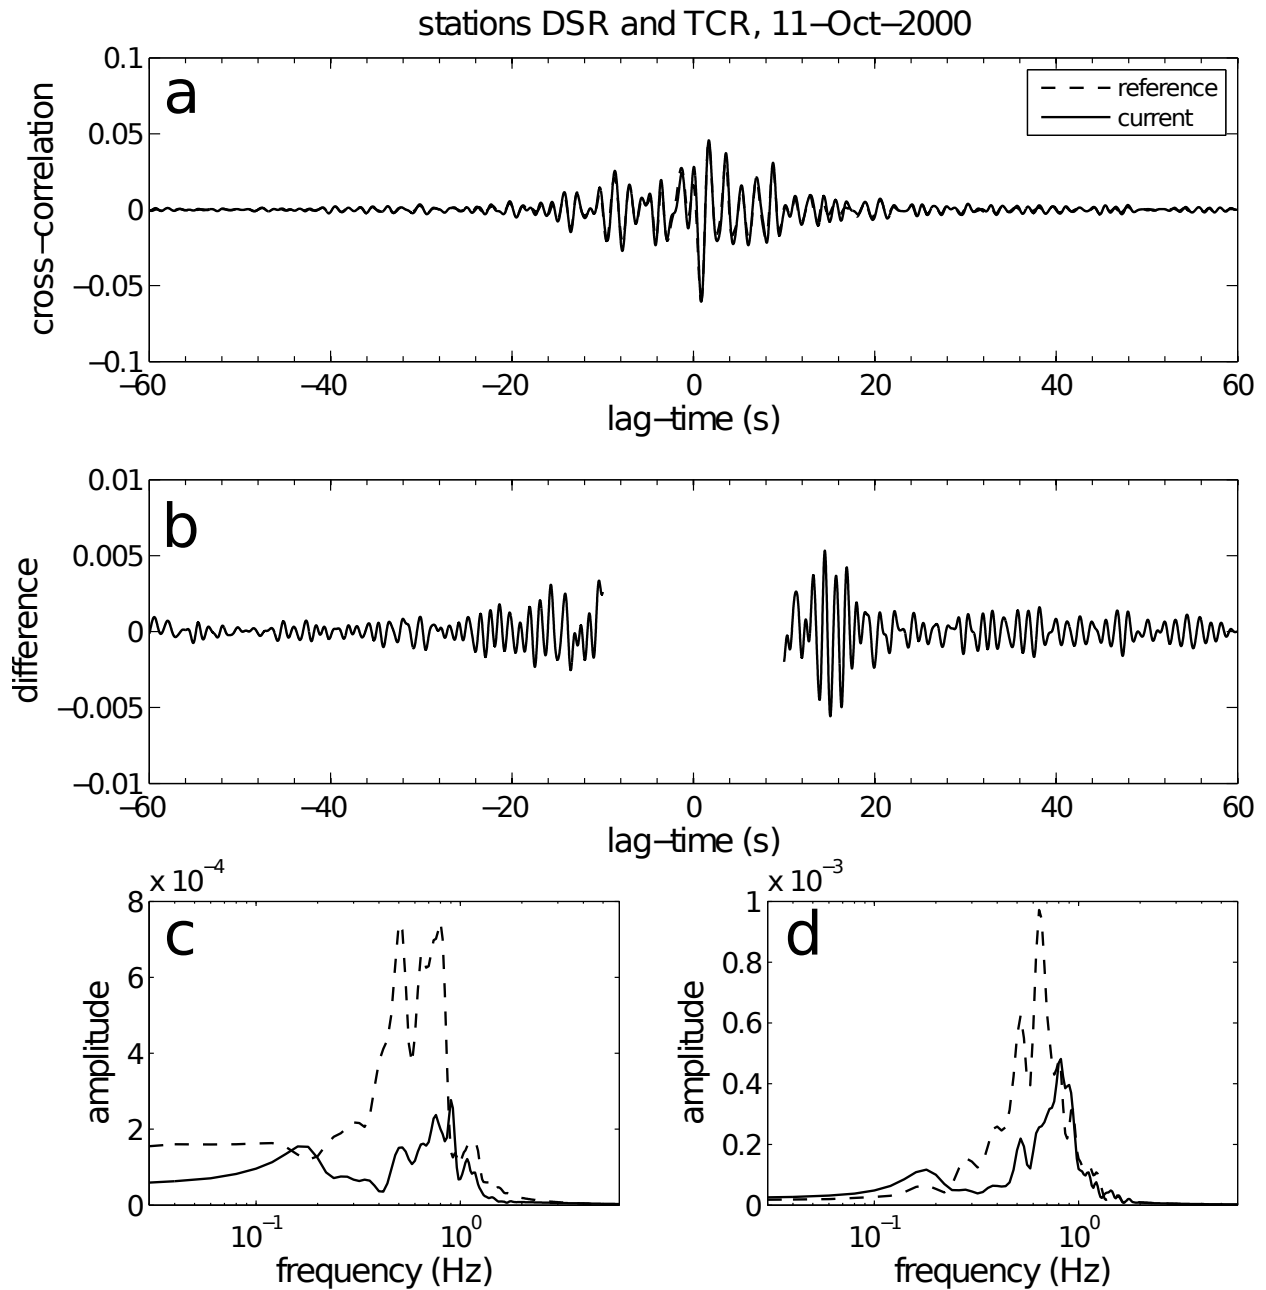 stations DSR and TCR, 11−Oct−2000
a
reference
current
0.1
0.05
0
−0.05
−0.1
cross−correlation
−60 −40 −20 0 20 40 60
lag−time (s)
b
0.01
0.005
0
−0.005
−0.01
difference
−60 −40 −20 0 20 40 60
lag−time (s)
x 10⁻⁴
c
8
6
4
2
0
amplitude
10⁻¹ 10⁰
frequency (Hz)
x 10⁻³
d
1
0.8
0.6
0.4
0.2
0
amplitude
10⁻¹ 10⁰
frequency (Hz)